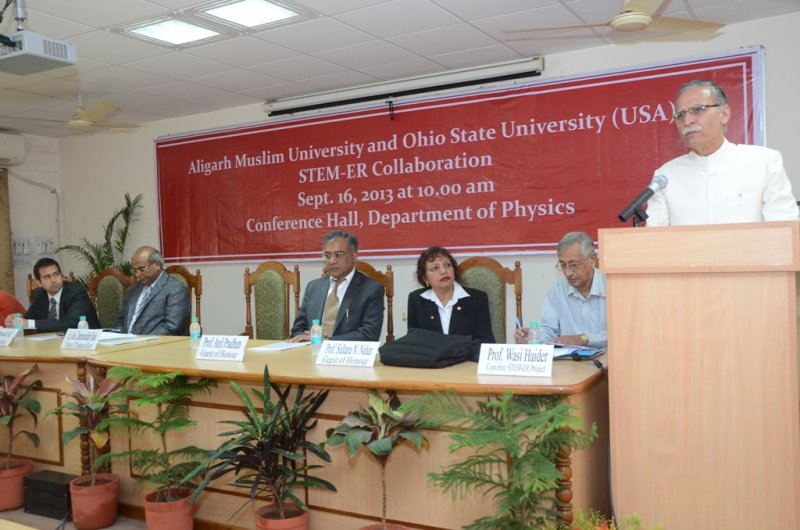 Aligarh Muslim University and Ohio State University (USA)
STEM-ER Collaboration
Sept. 16, 2013 at 10.00 am
Conference Hall, Department of Physics
Vice Chancellor
Prof. Anil Pradhan
Guest of Honour
Prof. Sultana N. Nahar
Guest of Honour
Prof. Wasi Haider
Convener, STEM-ER Project